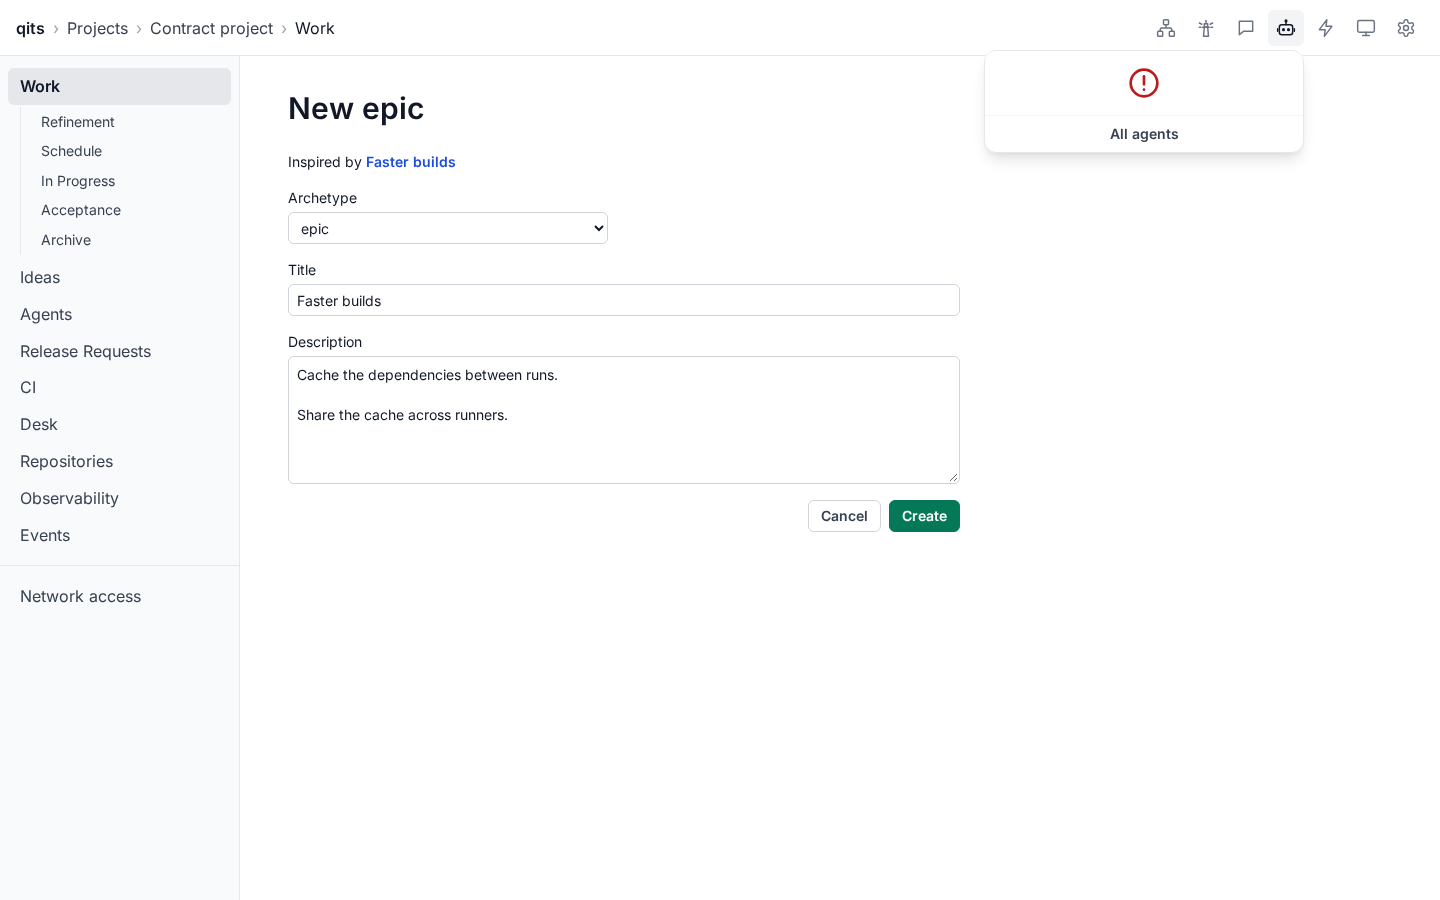 qits › Projects › Contract project › Work
All agents
Work
Refinement
Schedule
In Progress
Acceptance
Archive
Ideas
Agents
Release Requests
CI
Desk
Repositories
Observability
Events
Network access
New epic
Inspired by Faster builds
Archetype
epic
Title
Faster builds
Description
Cache the dependencies between runs.
Share the cache across runners.
Cancel Create